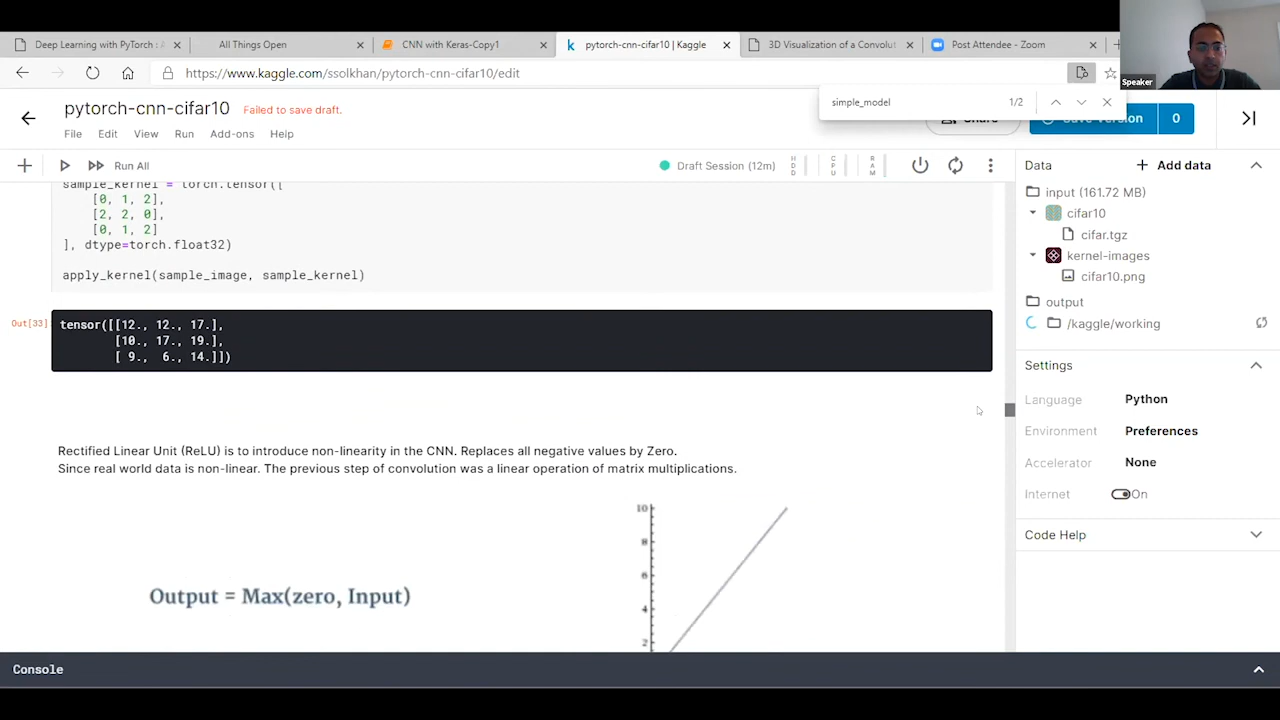 Deep Learning with PyTorch : A
All Things Open
CNN with Keras-Copy1
pytorch-cnn-cifar10 | Kaggle
3D Visualization of a Convolut
Post Attendee - Zoom
https://www.kaggle.com/ssolkhan/pytorch-cnn-cifar10/edit
Speaker
pytorch-cnn-cifar10
Failed to save draft.
simple_model
1/2
File
Edit
View
Run
Add-ons
Help
Share
Save Version
0
Run All
Draft Session (12m)
HDD
CPU
RAM
sample_kernel = torch.tensor([
[0, 1, 2],
[2, 2, 0],
[0, 1, 2]
], dtype=torch.float32)
apply_kernel(sample_image, sample_kernel)
Out[33]
tensor([[12., 12., 17.],
[10., 17., 19.],
[ 9., 6., 14.]])
Rectified Linear Unit (ReLU) is to introduce non-linearity in the CNN. Replaces all negative values by Zero.
Since real world data is non-linear. The previous step of convolution was a linear operation of matrix multiplications.
Output = Max(zero, Input)
10
8
6
4
2
Data
Add data
input (161.72 MB)
cifar10
cifar.tgz
kernel-images
cifar10.png
output
/kaggle/working
Settings
Language
Python
Environment
Preferences
Accelerator
None
Internet
On
Code Help
Console